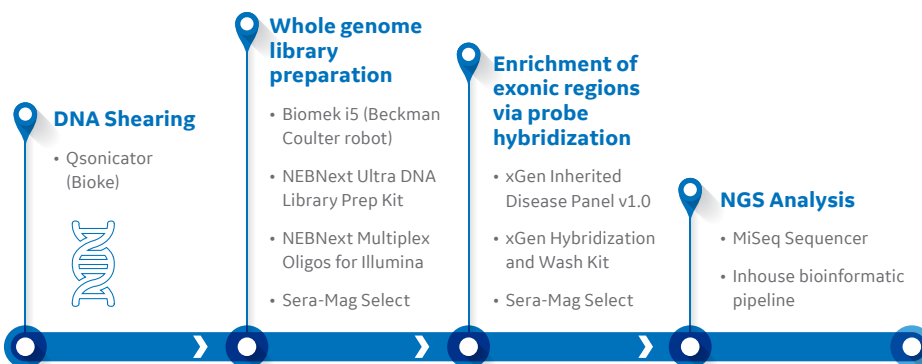 DNA Shearing
• Qsonicator
(Bioke)
Whole genome
library
preparation
• Biomek i5 (Beckman
Coulter robot)
• NEBNext Ultra DNA
Library Prep Kit
• NEBNext Multiplex
Oligos for Illumina
• Sera-Mag Select
Enrichment of
exonic regions
via probe
hybridization
• xGen Inherited
Disease Panel v1.0
• xGen Hybridization
and Wash Kit
• Sera-Mag Select
NGS Analysis
• MiSeq Sequencer
• Inhouse bioinformatic
pipeline